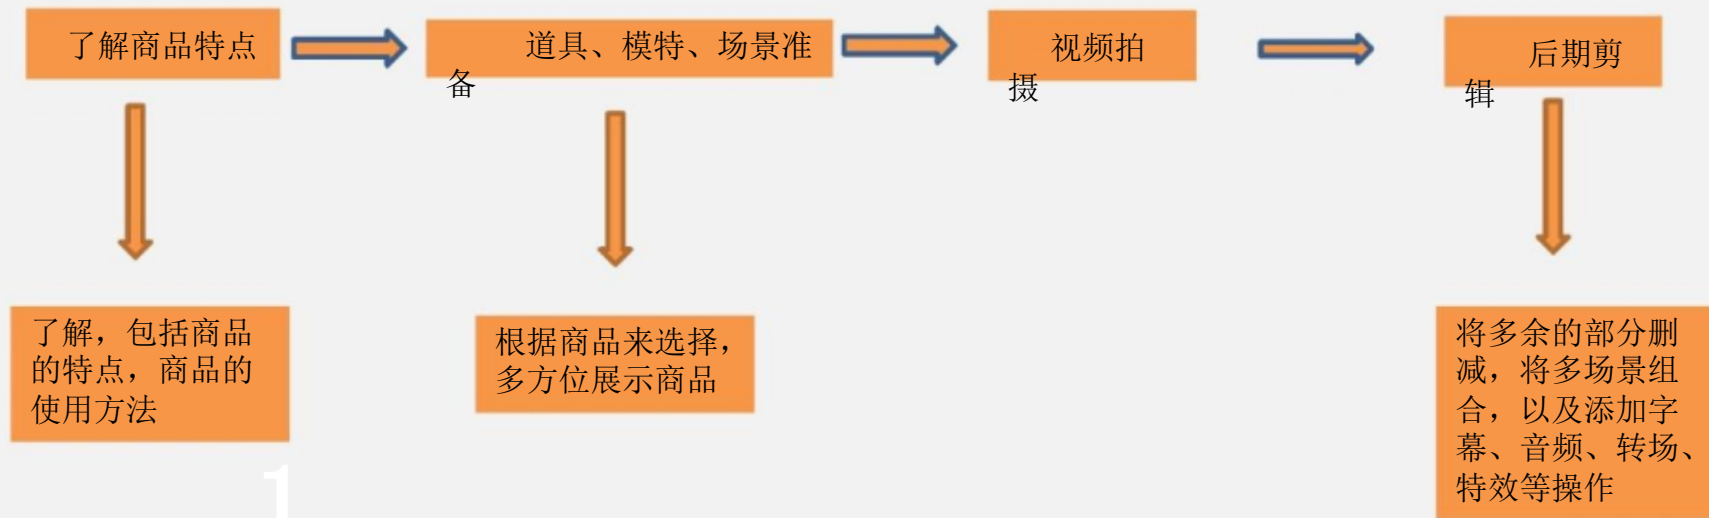 了解商品特点
道具、模特、场景准
备
视频拍
摄
后期剪
辑
了解，包括商品
的特点，商品的
使用方法
根据商品来选择，
多方位展示商品
将多余的部分删
减，将多场景组
合，以及添加字
幕、音频、转场、
特效等操作
1